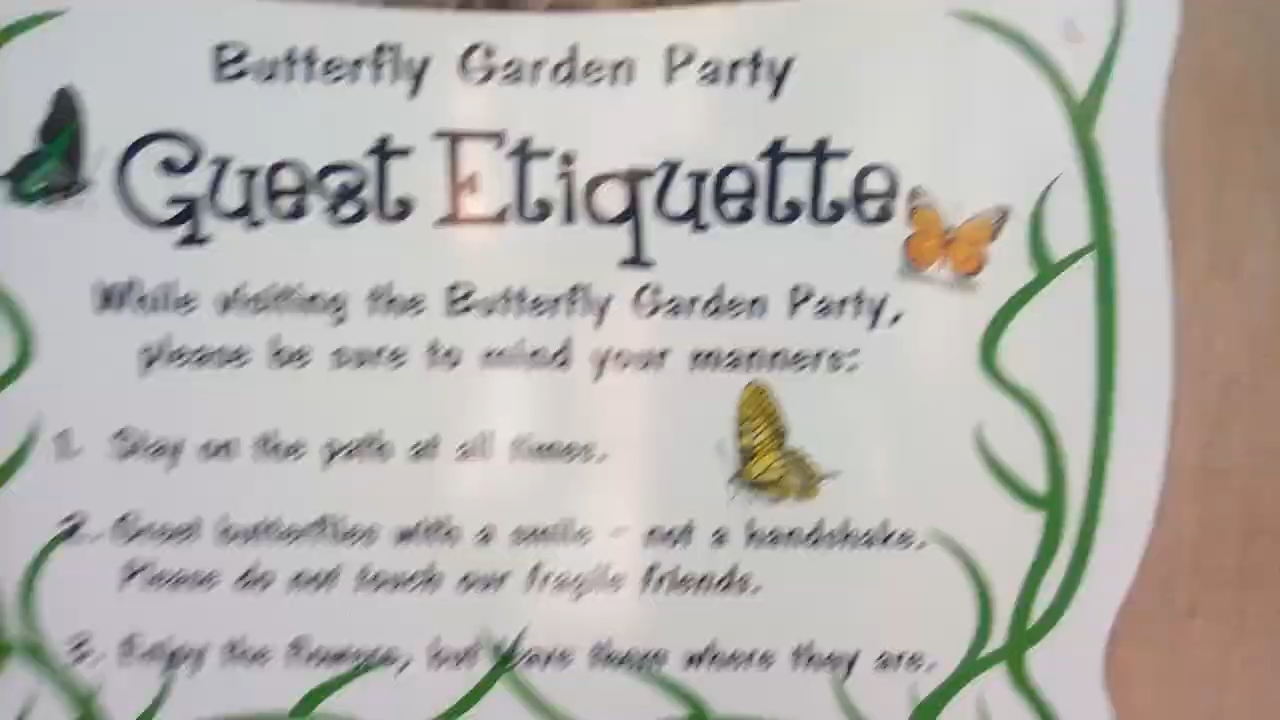 Butterfly Garden Party
Guest Etiquette
While visiting the Butterfly Garden Party,
please be sure to mind your manners:
1. Stay on the path at all times.
2. Greet butterflies with a smile - not a handshake.
Please do not touch our fragile friends.
3. Enjoy the flowers, but leave them where they are.